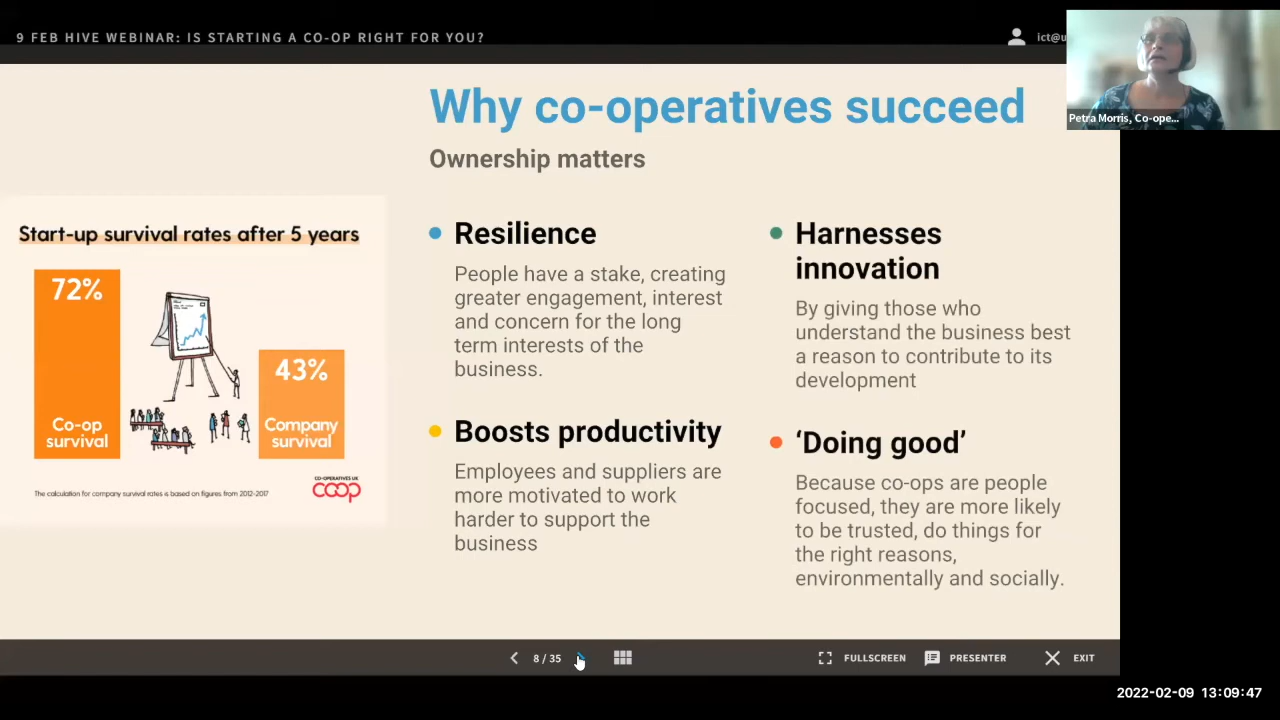 9 FEB HIVE WEBINAR: IS STARTING A CO-OP RIGHT FOR YOU?
ict@u
Petra Morris, Co-ope...
Why co-operatives succeed
Ownership matters
Start-up survival rates after 5 years
72%
Co-op
survival
43%
Company
survival
The calculation for company survival rates is based on figures from 2012-2017
CO-OPERATIVES UK
coop
Resilience
People have a stake, creating
greater engagement, interest
and concern for the long
term interests of the
business.
Boosts productivity
Employees and suppliers are
more motivated to work
harder to support the
business
Harnesses
innovation
By giving those who
understand the business best
a reason to contribute to its
development
‘Doing good’
Because co-ops are people
focused, they are more likely
to be trusted, do things for
the right reasons,
environmentally and socially.
8 / 35
FULLSCREEN
PRESENTER
EXIT
2022-02-09 13:09:47